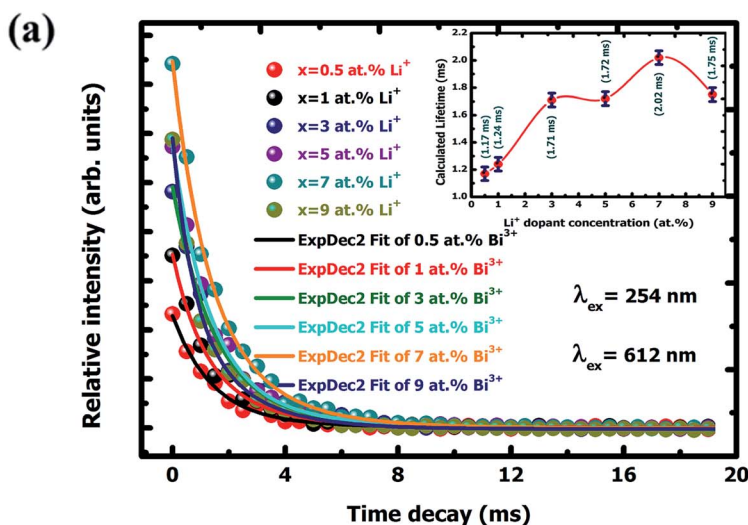 (a)
Relative intensity (arb. units)
x=0.5 at.% Li⁺
x=1 at.% Li⁺
x=3 at.% Li⁺
x=5 at.% Li⁺
x=7 at.% Li⁺
x=9 at.% Li⁺
ExpDec2 Fit of 0.5 at.% Bi³⁺
ExpDec2 Fit of 1 at.% Bi³⁺
ExpDec2 Fit of 3 at.% Bi³⁺
ExpDec2 Fit of 5 at.% Bi³⁺
ExpDec2 Fit of 7 at.% Bi³⁺
ExpDec2 Fit of 9 at.% Bi³⁺
Calculated Lifetime (ms)
2.2
2.0
1.8
1.6
1.4
1.2
1.0
(1.17 ms)
(1.24 ms)
(1.71 ms)
(1.72 ms)
(2.02 ms)
(1.75 ms)
0 1 2 3 4 5 6 7 8 9
Li⁺ dopant concentration (at.%)
λex= 254 nm
λex= 612 nm
0 4 8 12 16 20
Time decay (ms)